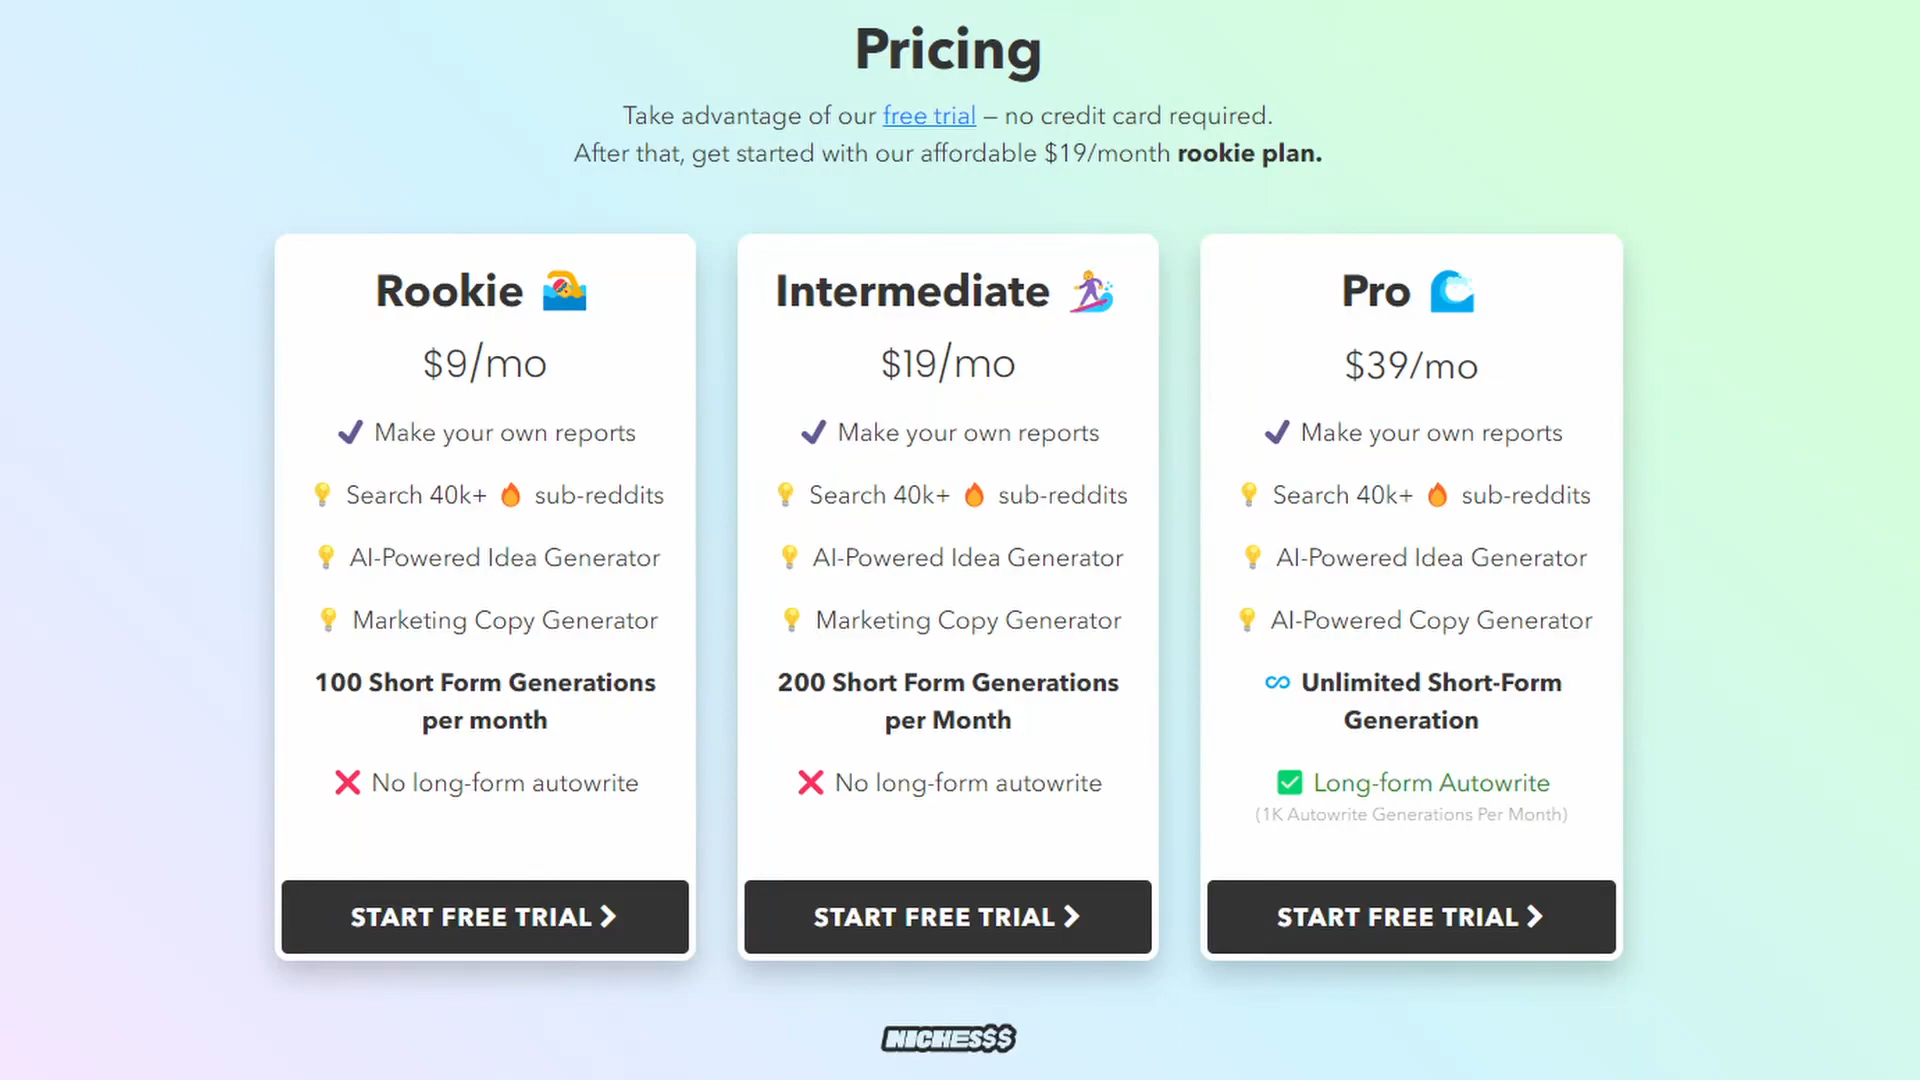 Pricing
Take advantage of our free trial – no credit card required.
After that, get started with our affordable $19/month rookie plan.
Rookie
$9/mo
Make your own reports
Search 40k+ 🔥 sub-reddits
AI-Powered Idea Generator
Marketing Copy Generator
100 Short Form Generations
per month
No long-form autowrite
START FREE TRIAL
Intermediate
$19/mo
Make your own reports
Search 40k+ 🔥 sub-reddits
AI-Powered Idea Generator
Marketing Copy Generator
200 Short Form Generations
per Month
No long-form autowrite
START FREE TRIAL
Pro
$39/mo
Make your own reports
Search 40k+ 🔥 sub-reddits
AI-Powered Idea Generator
AI-Powered Copy Generator
∞ Unlimited Short-Form
Generation
Long-form Autowrite
(1K Autowrite Generations Per Month)
START FREE TRIAL
NICHES$$